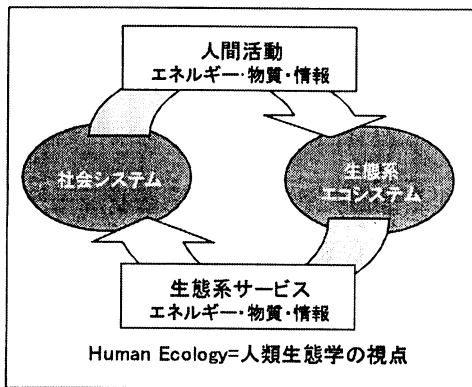 人間活動
エネルギー・物質・情報
社会システム
生態系
エコシステム
生態系サービス
エネルギー・物質・情報
Human Ecology=人類生態学の視点